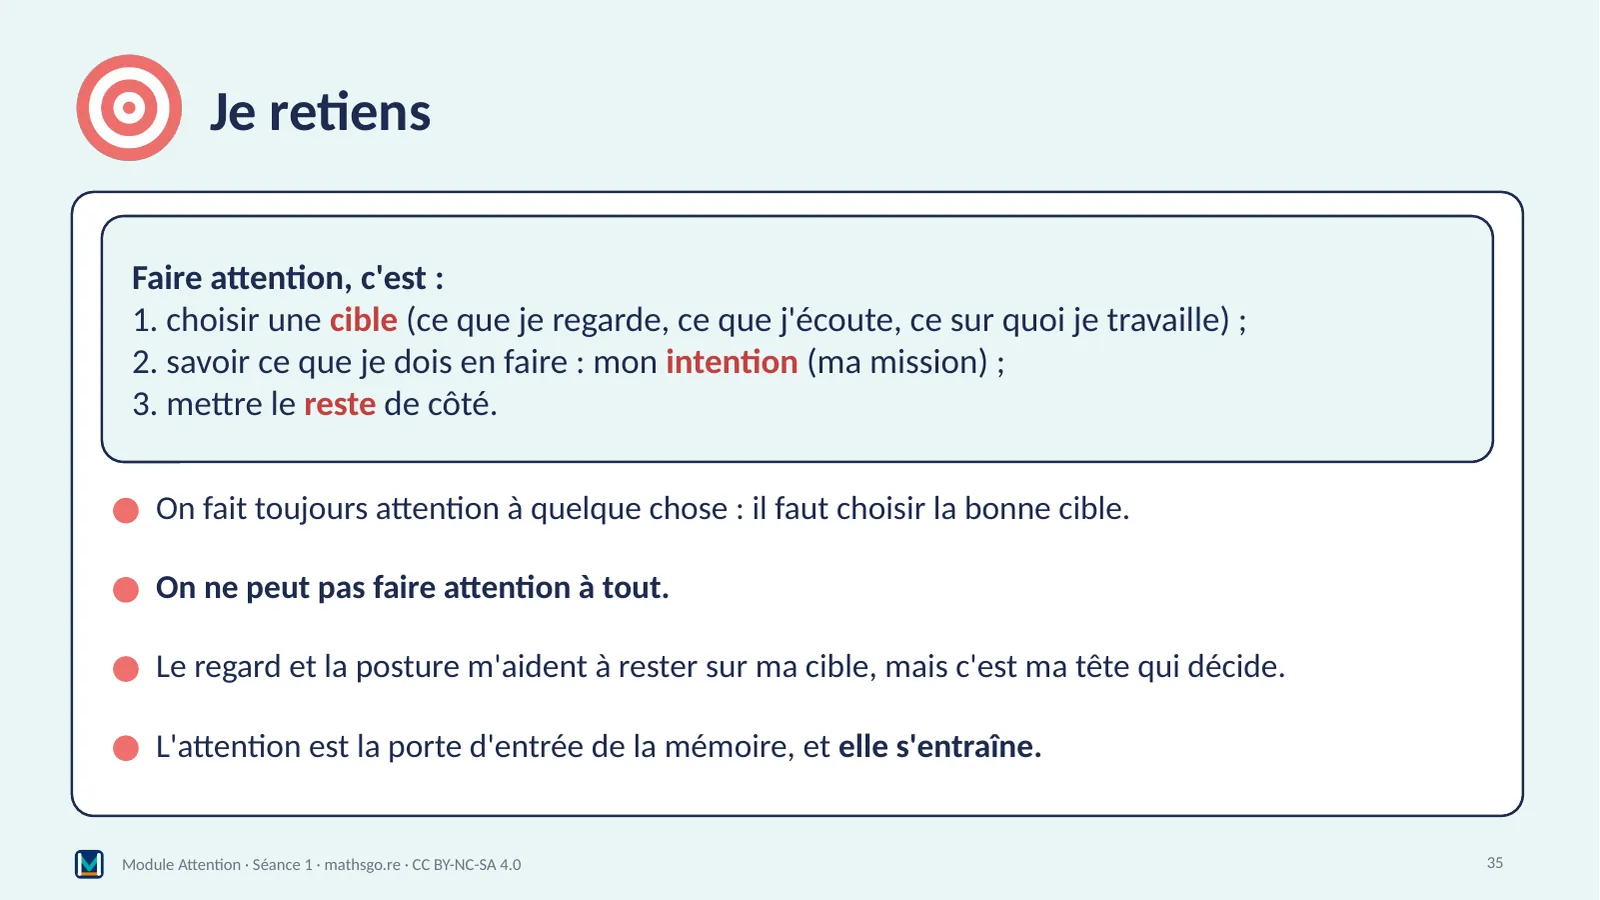 Je retiens
Faire attention, c'est :
1. choisir une cible (ce que je regarde, ce que j'écoute, ce sur quoi je travaille) ;
2. savoir ce que je dois en faire : mon intention (ma mission) ;
3. mettre le reste de côté.
On fait toujours attention à quelque chose : il faut choisir la bonne cible.
On ne peut pas faire attention à tout.
Le regard et la posture m'aident à rester sur ma cible, mais c'est ma tête qui décide.
L'attention est la porte d'entrée de la mémoire, et elle s'entraîne.
Module Attention · Séance 1 · mathsgo.re · CC BY-NC-SA 4.0
35